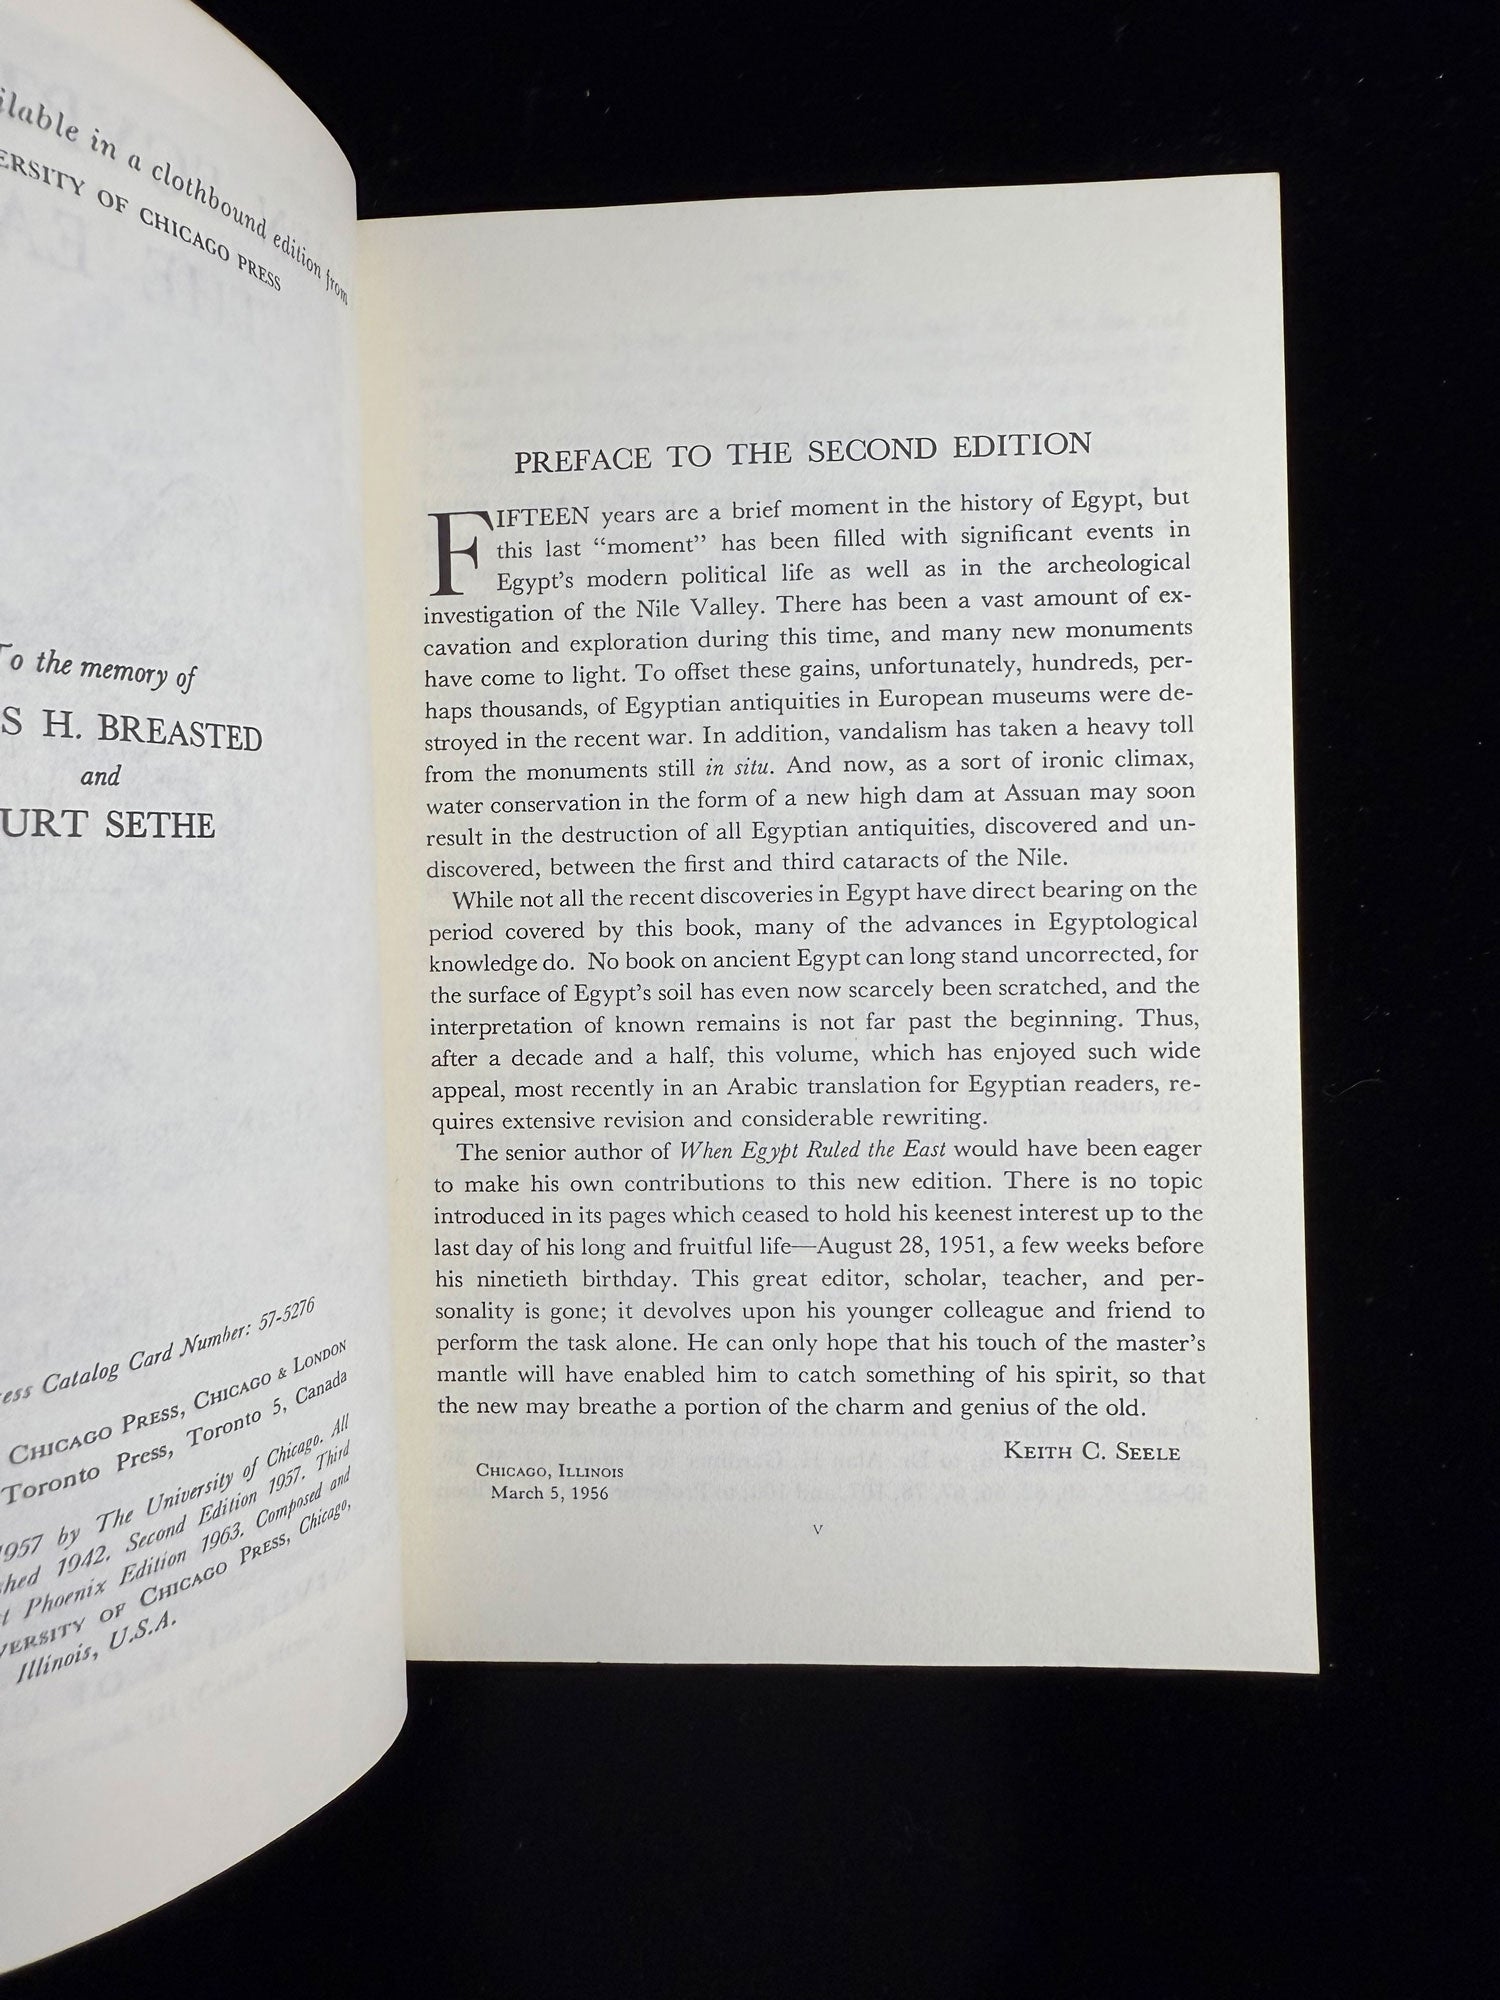 in a clothbound edition from
OF CHICAGO PRESS
To the memory of
H. BREASTED
and
SETHE
Catalog Card Number: 57-5276
CHICAGO PRESS, CHICAGO & LONDON
Toronto Press, Toronto 5, Canada
1957 by The University of Chicago. All
1942. Second Edition 1957. Third
Phoenix Edition 1963. Composed and
OF CHICAGO PRESS, Chicago,
Illinois, U.S.A.
PREFACE TO THE SECOND EDITION
FIFTEEN years are a brief moment in the history of Egypt, but
this last “moment” has been filled with significant events in
Egypt’s modern political life as well as in the archeological
investigation of the Nile Valley. There has been a vast amount of ex-
cavation and exploration during this time, and many new monuments
have come to light. To offset these gains, unfortunately, hundreds, per-
haps thousands, of Egyptian antiquities in European museums were de-
stroyed in the recent war. In addition, vandalism has taken a heavy toll
from the monuments still in situ. And now, as a sort of ironic climax,
water conservation in the form of a new high dam at Assuan may soon
result in the destruction of all Egyptian antiquities, discovered and un-
discovered, between the first and third cataracts of the Nile.
While not all the recent discoveries in Egypt have direct bearing on the
period covered by this book, many of the advances in Egyptological
knowledge do. No book on ancient Egypt can long stand uncorrected, for
the surface of Egypt’s soil has even now scarcely been scratched, and the
interpretation of known remains is not far past the beginning. Thus,
after a decade and a half, this volume, which has enjoyed such wide
appeal, most recently in an Arabic translation for Egyptian readers, re-
quires extensive revision and considerable rewriting.
The senior author of When Egypt Ruled the East would have been eager
to make his own contributions to this new edition. There is no topic
introduced in its pages which ceased to hold his keenest interest up to the
last day of his long and fruitful life—August 28, 1951, a few weeks before
his ninetieth birthday. This great editor, scholar, teacher, and per-
sonality is gone; it devolves upon his younger colleague and friend to
perform the task alone. He can only hope that his touch of the master’s
mantle will have enabled him to catch something of his spirit, so that
the new may breathe a portion of the charm and genius of the old.
KEITH C. SEELE
CHICAGO, ILLINOIS
March 5, 1956
v